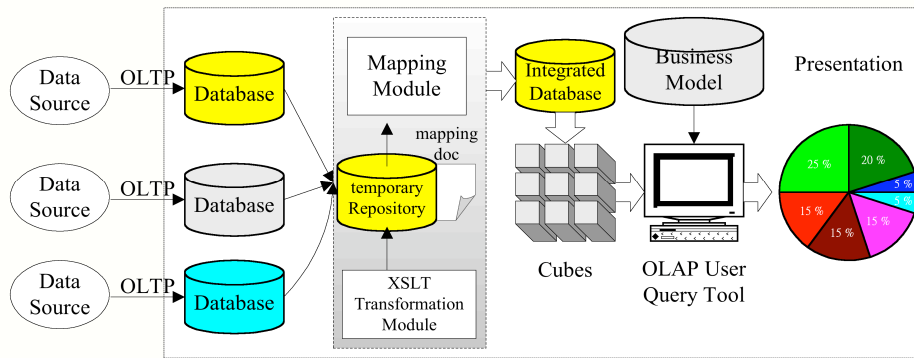 Data
Source
OLTP
Database
Data
Source
OLTP
Database
Data
Source
OLTP
Database
Mapping
Module
mapping
doc
temporary
Repository
XSLT
Transformation
Module
Integrated
Database
Cubes
Business
Model
OLAP User
Query Tool
Presentation
25 %
20 %
5 %
5 %
15 %
15 %
15 %